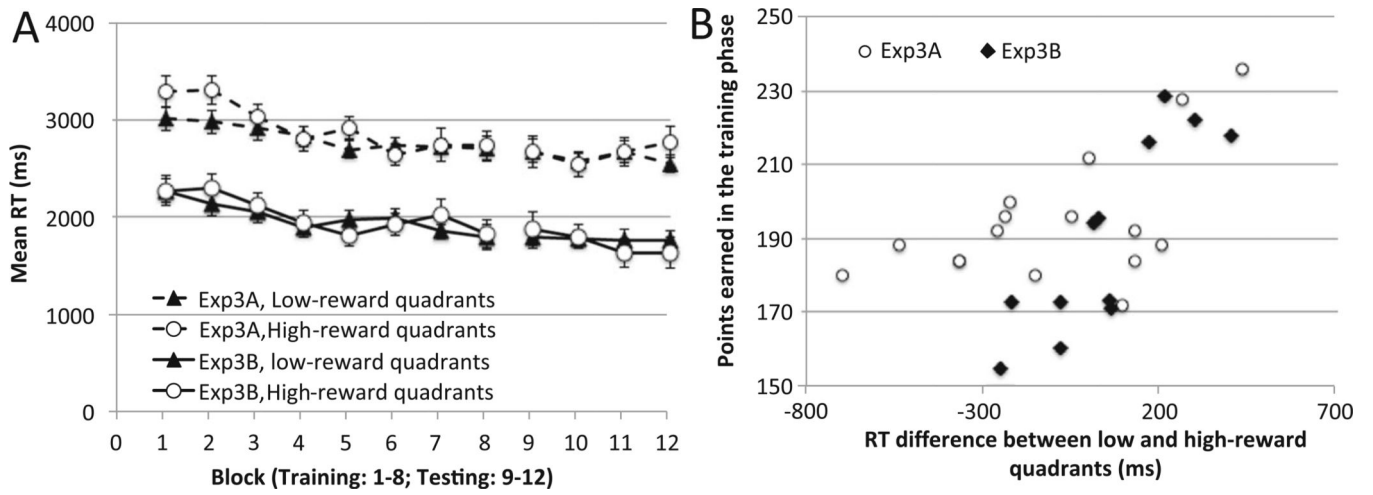 A
4000
3000
2000
1000
0
Mean RT (ms)
Exp3A, Low-reward quadrants
Exp3A,High-reward quadrants
Exp3B, low-reward quadrants
Exp3B,High-reward quadrants
0 1 2 3 4 5 6 7 8 9 10 11 12
Block (Training: 1-8; Testing: 9-12)
B
250
230
210
190
170
150
Points earned in the training phase
Exp3A Exp3B
-800 -300 200 700
RT difference between low and high-reward
quadrants (ms)